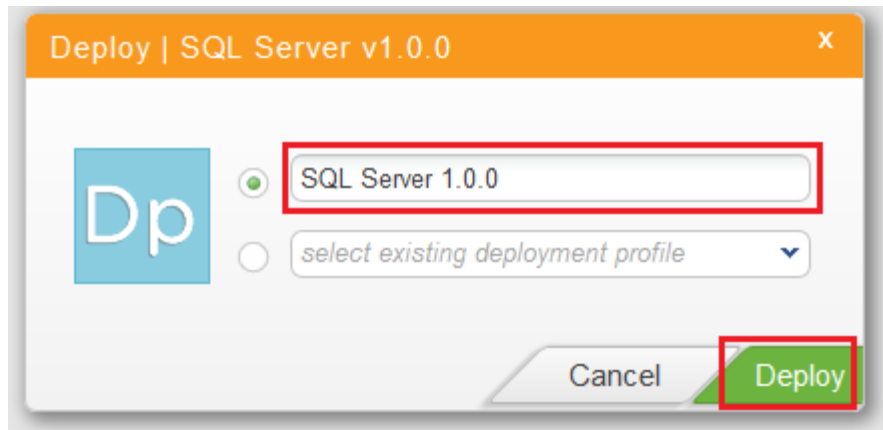 Deploy | SQL Server v1.0.0 x
Dp
SQL Server 1.0.0
select existing deployment profile
Cancel Deploy